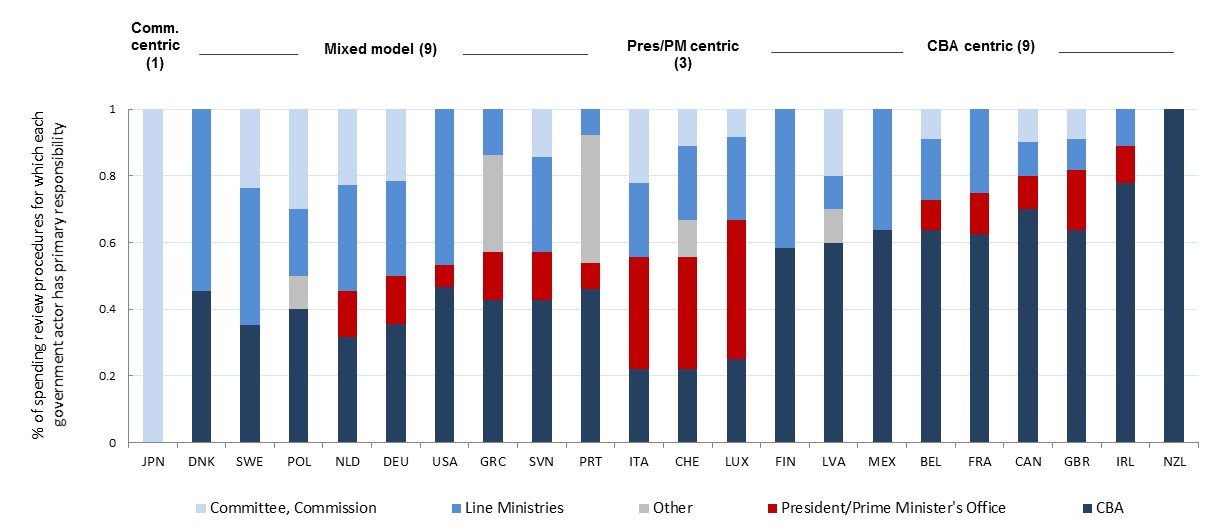 Comm.
centric
(1)
Mixed model (9)
Pres/PM centric
(3)
CBA centric (9)
% of spending review procedures for which each
government actor has primary responsibility
1
0.8
0.6
0.4
0.2
0
JPN DNK SWE POL NLD DEU USA GRC SVN PRT ITA CHE LUX FIN LVA MEX BEL FRA CAN GBR IRL NZL
Committee, Commission Line Ministries Other President/Prime Minister's Office CBA